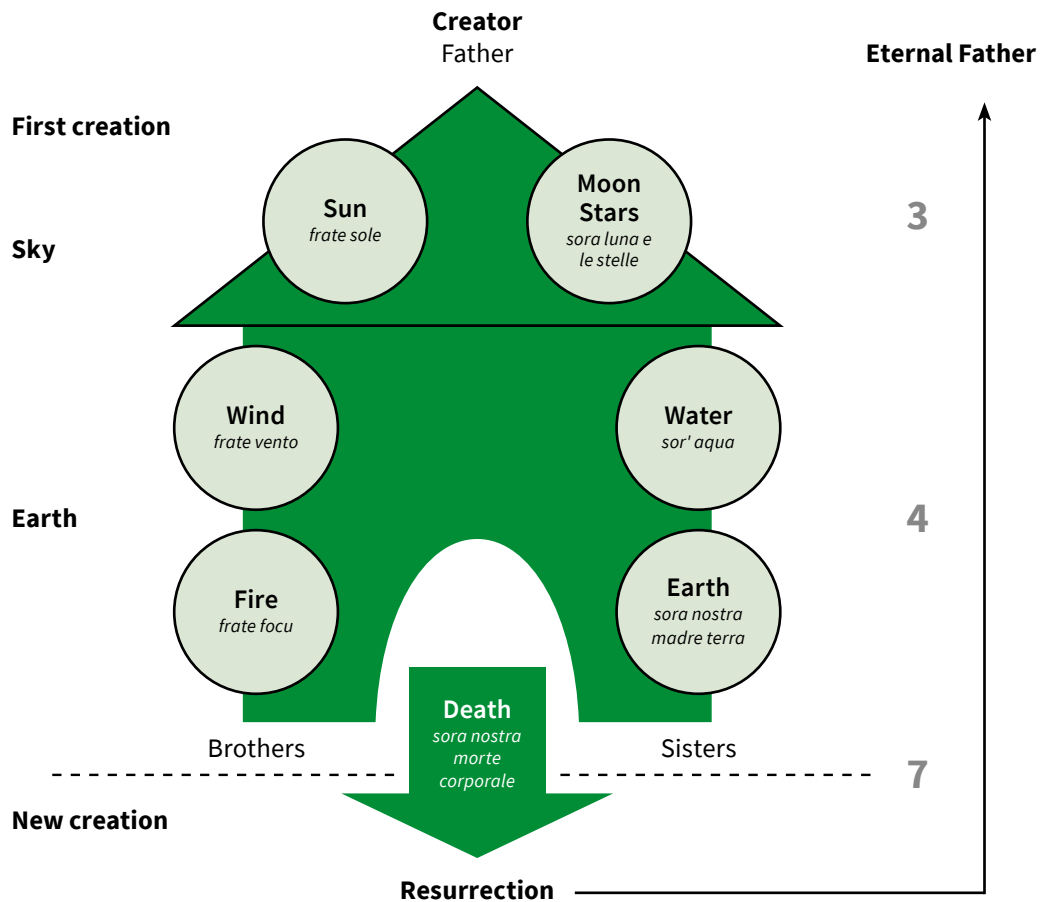 Creator
Father
Eternal Father
First creation
Sun
frate sole
Moon
Stars
sora luna e
le stelle
3
Sky
Wind
frate vento
Water
sor' aqua
Earth
4
Fire
frate focu
Earth
sora nostra
madre terra
Death
sora nostra
morte
corporale
Brothers
Sisters
7
New creation
Resurrection